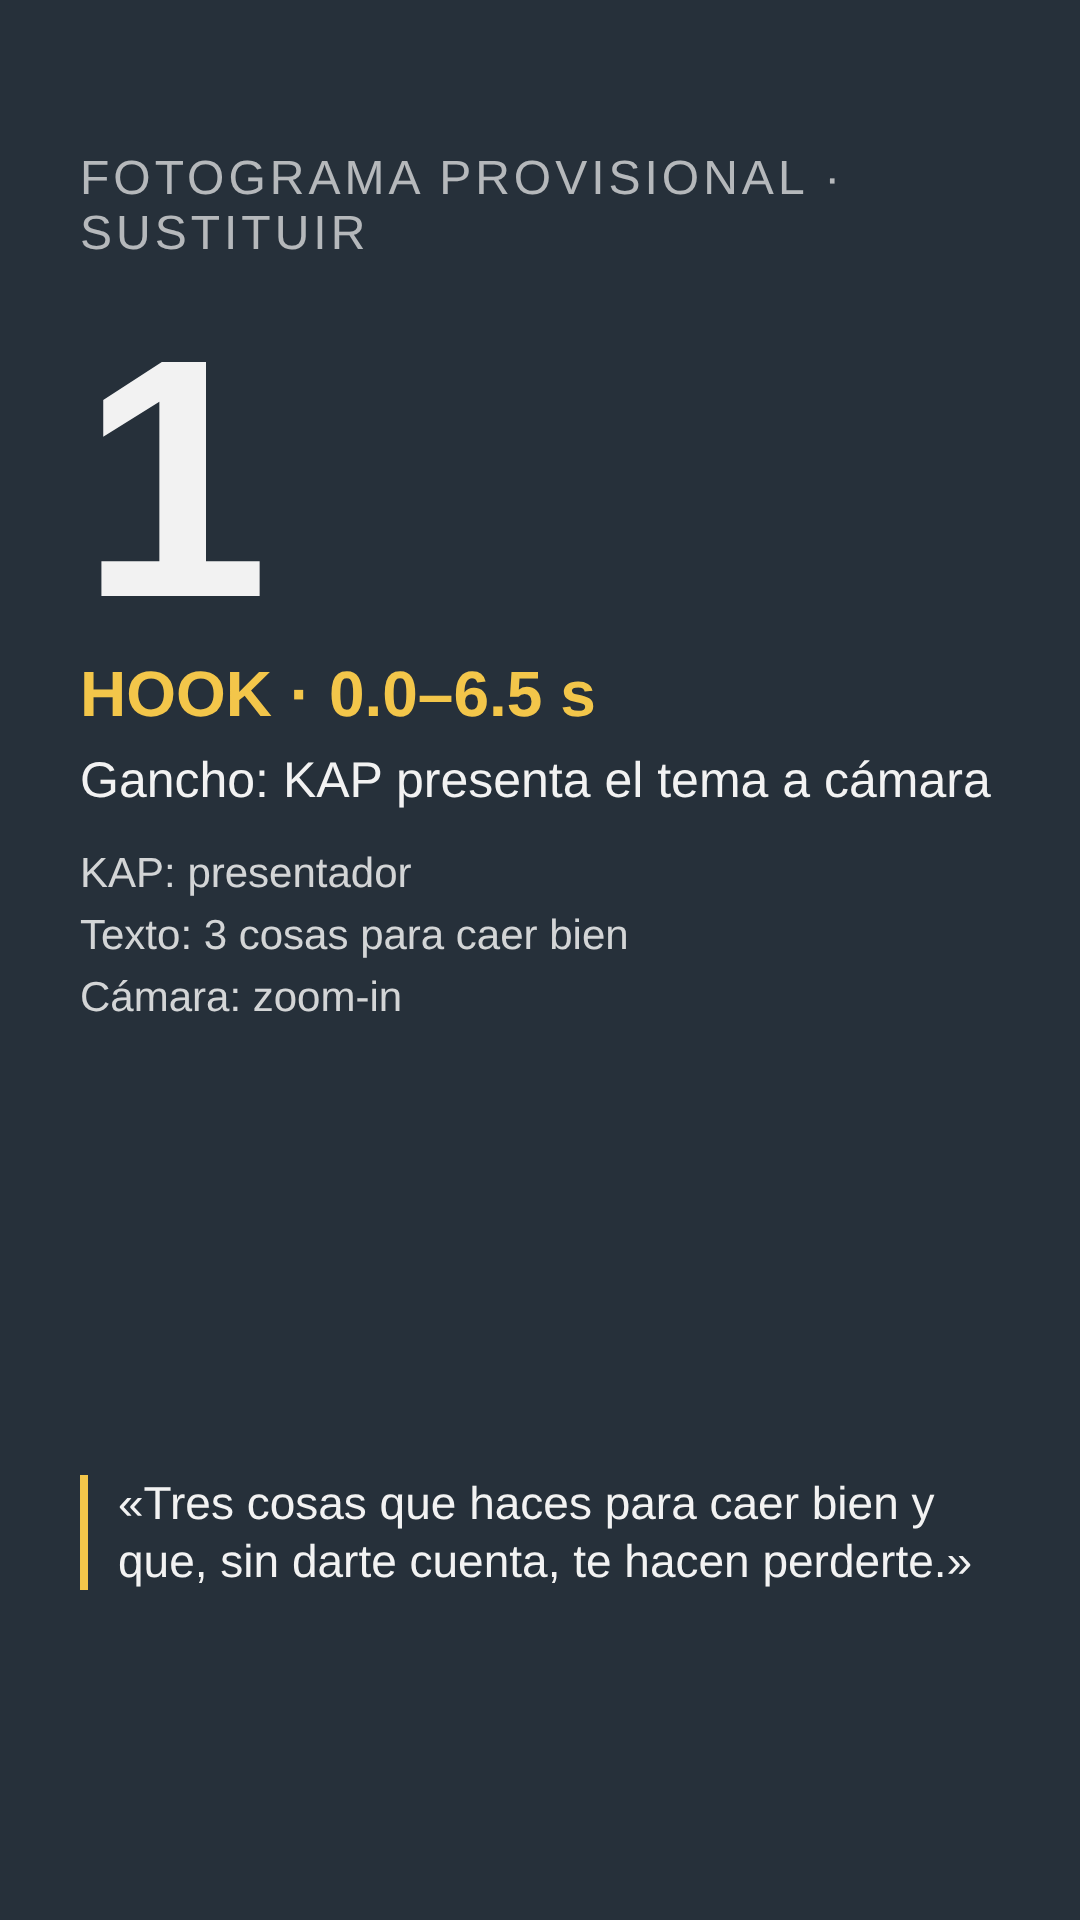 FOTOGRAMA PROVISIONAL ·
SUSTITUIR
1
HOOK · 0.0–6.5 s
Gancho: KAP presenta el tema a cámara
KAP: presentador
Texto: 3 cosas para caer bien
Cámara: zoom-in
«Tres cosas que haces para caer bien y
que, sin darte cuenta, te hacen perderte.»